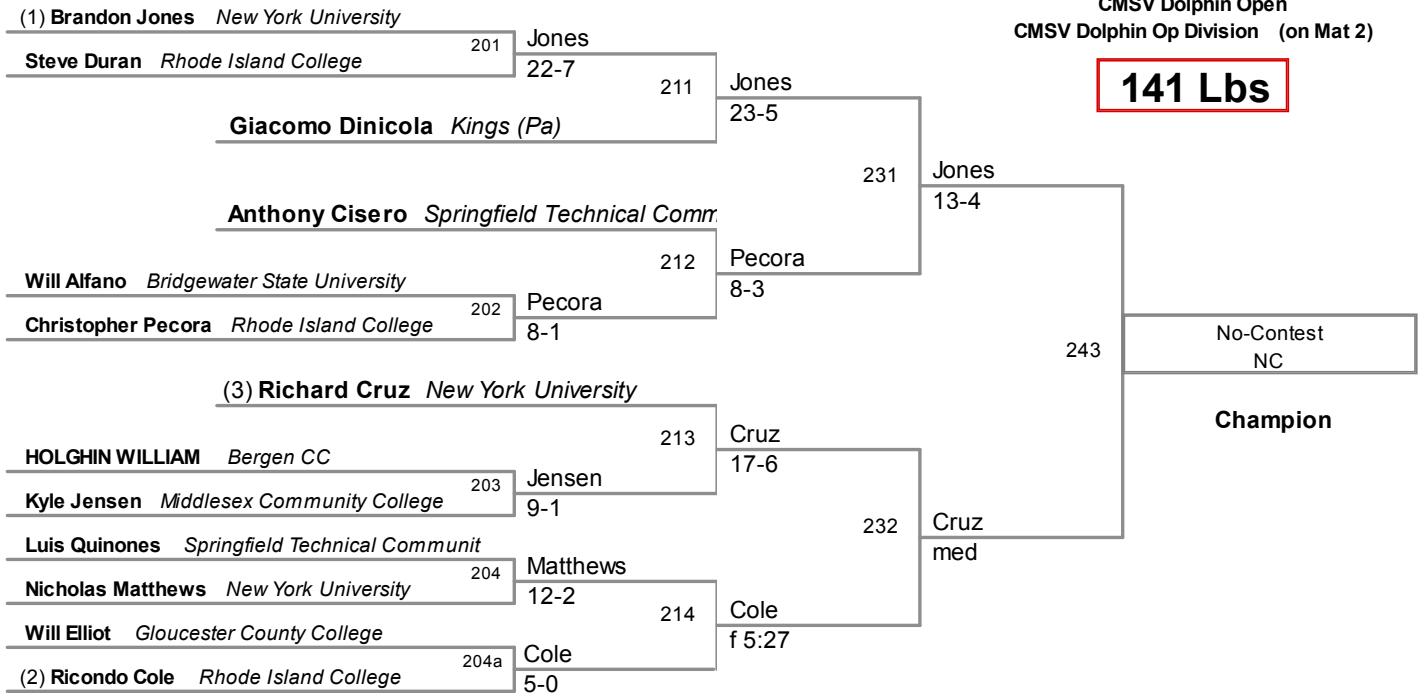 CMSV Dolphin Open
CMSV Dolphin Op Division (on Mat 2)
141 Lbs
(1) Brandon Jones New York University
Steve Duran Rhode Island College
201
Jones
22-7
Giacomo Dinicola Kings (Pa)
211
Jones
23-5
Anthony Cisero Springfield Technical Comm
Will Alfano Bridgewater State University
Christopher Pecora Rhode Island College
202
Pecora
8-1
212
Pecora
8-3
231
Jones
13-4
(3) Richard Cruz New York University
HOLGHIN WILLIAM Bergen CC
Kyle Jensen Middlesex Community College
203
Jensen
9-1
213
Cruz
17-6
Luis Quinones Springfield Technical Communit
Nicholas Matthews New York University
204
Matthews
12-2
Will Elliot Gloucester County College
(2) Ricondo Cole Rhode Island College
204a
Cole
5-0
214
Cole
f 5:27
232
Cruz
med
243
No-Contest
NC
Champion